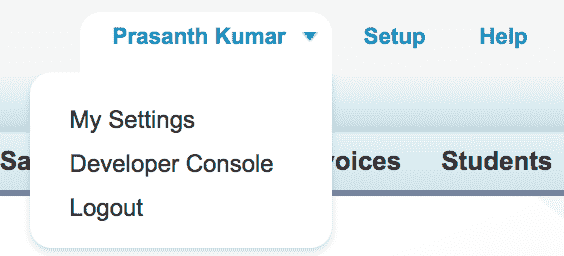 Prasanth Kumar Setup Help
My Settings
Developer Console
Logout
Students